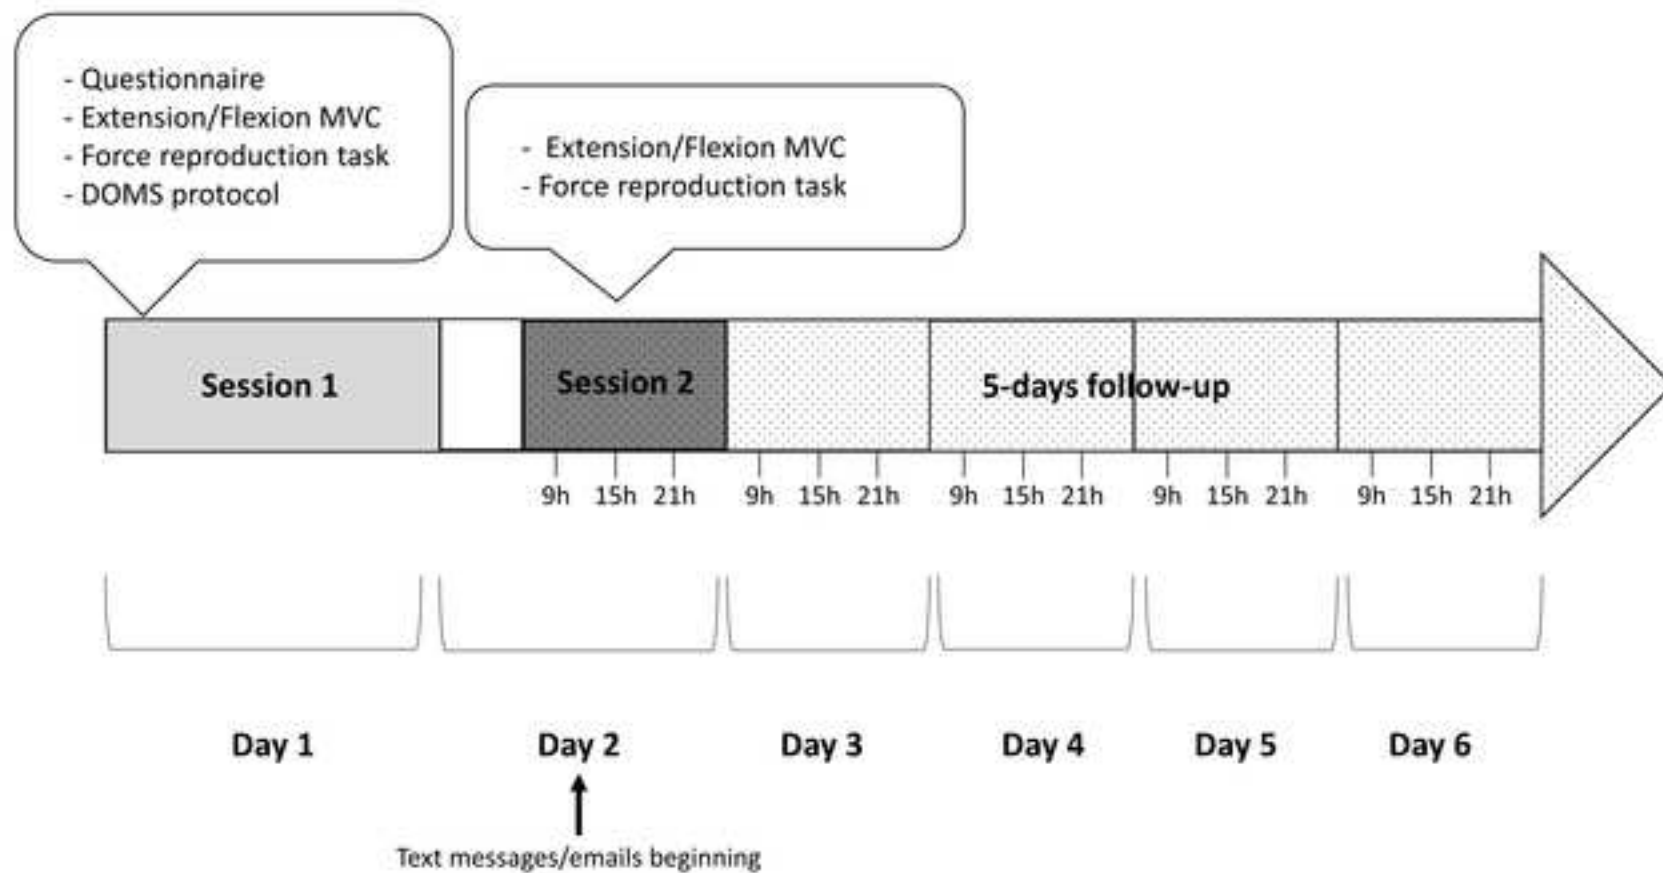 - Questionnaire
- Extension/Flexion MVC
- Force reproduction task
- DOMS protocol
- Extension/Flexion MVC
- Force reproduction task
Session 1
Session 2
5-days follow-up
9h 15h 21h 9h 15h 21h 9h 15h 21h 9h 15h 21h 9h 15h 21h
Day 1 Day 2 Day 3 Day 4 Day 5 Day 6
Text messages/emails beginning